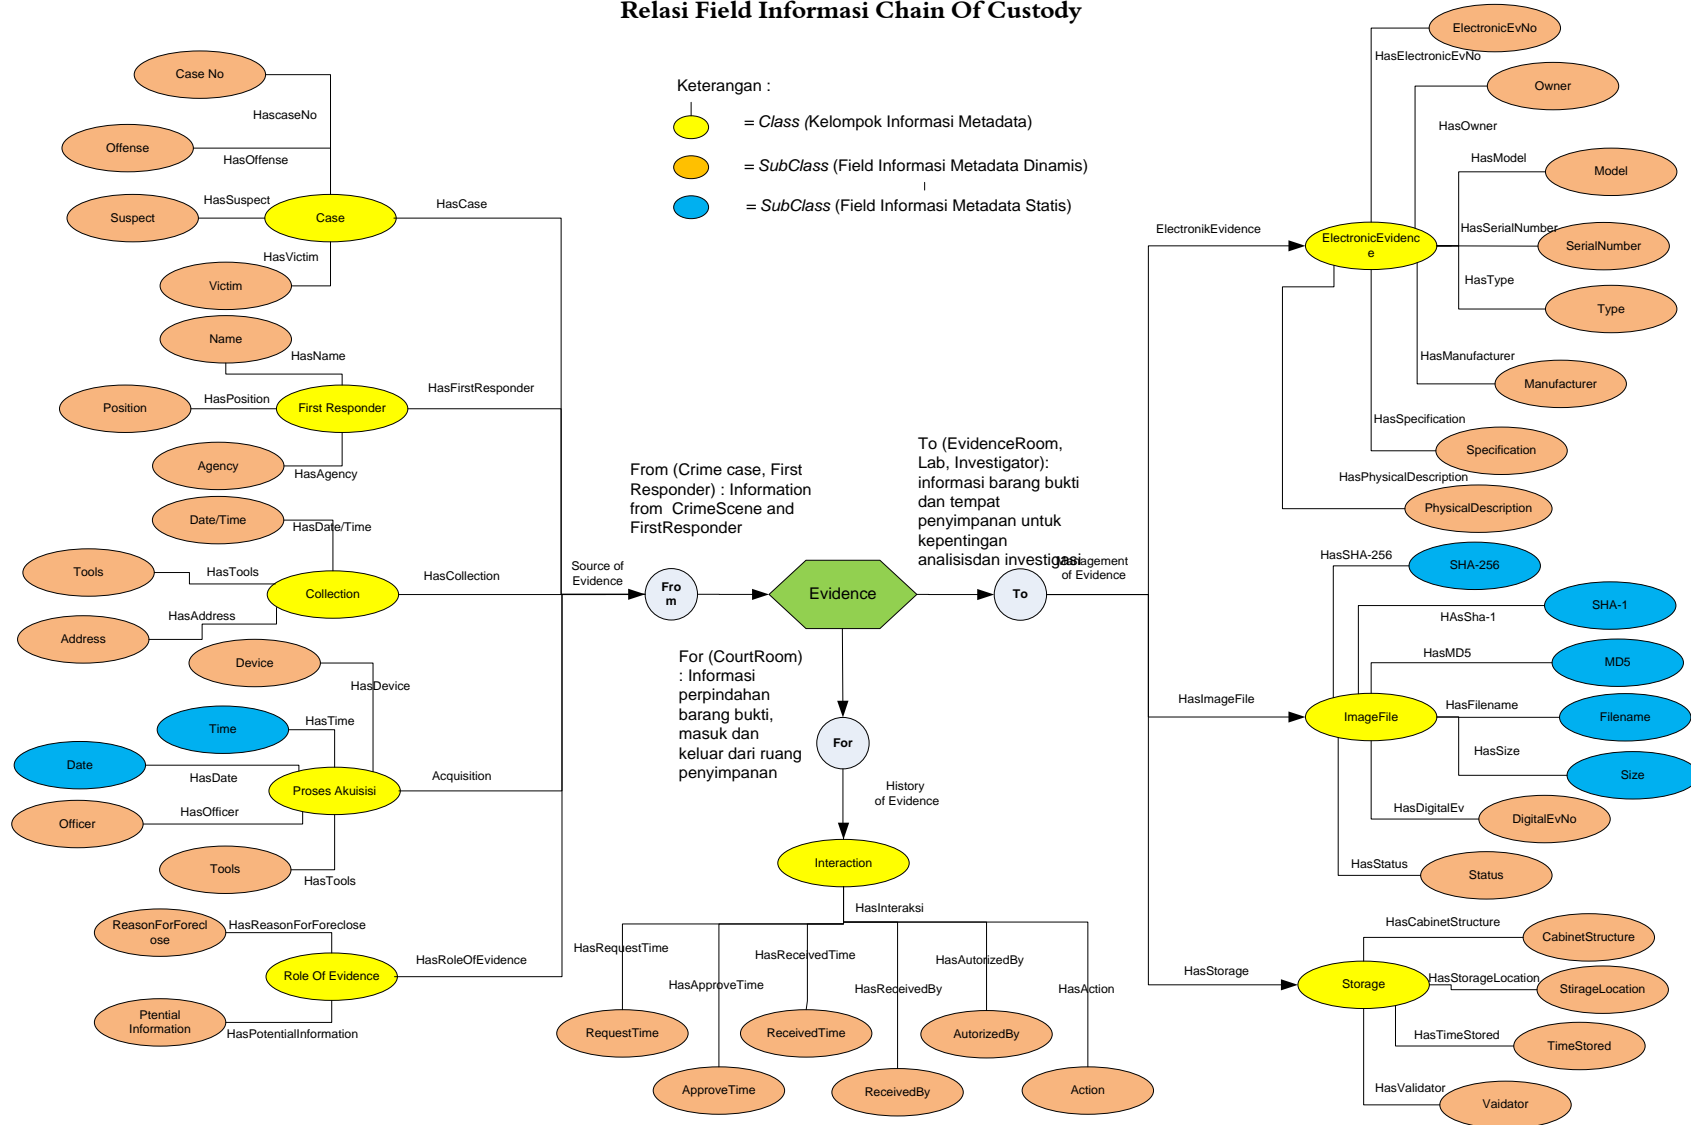 Relasi Field Informasi Chain Of Custody
Keterangan :
= Class (Kelompok Informasi Metadata)
= SubClass (Field Informasi Metadata Dinamis)
= SubClass (Field Informasi Metadata Statis)
Case No
HascaseNo
Offense
HasOffense
Suspect
HasSuspect
Case
HasCase
HasVictim
Victim
Name
HasName
Position
HasPosition
First Responder
HasFirstResponder
Agency
HasAgency
Date/Time
HasDate/Time
Tools
HasTools
Collection
HasCollection
HasAddress
Address
Device
HasDevice
Time
HasTime
Date
HasDate
Proses Akuisisi
Acquisition
Officer
HasOfficer
Tools
HasTools
ReasonForForecl
ose
HasReasonForForeclose
Role Of Evidence
HasRoleOfEvidence
Ptential
Information
HasPotentialInformation
From (Crime case, First
Responder) : Information
from CrimeScene and
FirstResponder
Source of
Evidence
Fro
m
Evidence
To
To (EvidenceRoom,
Lab, Investigator):
informasi barang bukti
dan tempat
penyimpanan untuk
kepentingan
analisisdan investigasi
Management
of Evidence
For (CourtRoom)
: Informasi
perpindahan
barang bukti,
masuk dan
keluar dari ruang
penyimpanan
For
History
of Evidence
Interaction
HasInteraksi
HasRequestTime
HasApproveTime
HasReceivedTime
HasReceivedBy
HasAutorizedBy
HasAction
RequestTime
ApproveTime
ReceivedTime
ReceivedBy
AutorizedBy
Action
ElectronicEvNo
HasElectronicEvNo
Owner
HasOwner
HasModel
Model
ElectronikEvidence
ElectronicEvidenc
e
HasSerialNumber
SerialNumber
HasType
Type
HasManufacturer
Manufacturer
HasSpecification
Specification
HasPhysicalDescription
PhysicalDescription
HasSHA-256
SHA-256
HAsSha-1
SHA-1
HasMD5
MD5
HasImageFile
ImageFile
HasFilename
Filename
HasSize
Size
HasDigitalEv
DigitalEvNo
HasStatus
Status
HasCabinetStructure
CabinetStructure
HasStorage
Storage
HasStorageLocation
StirageLocation
HasTimeStored
TimeStored
HasValidator
Vaidator